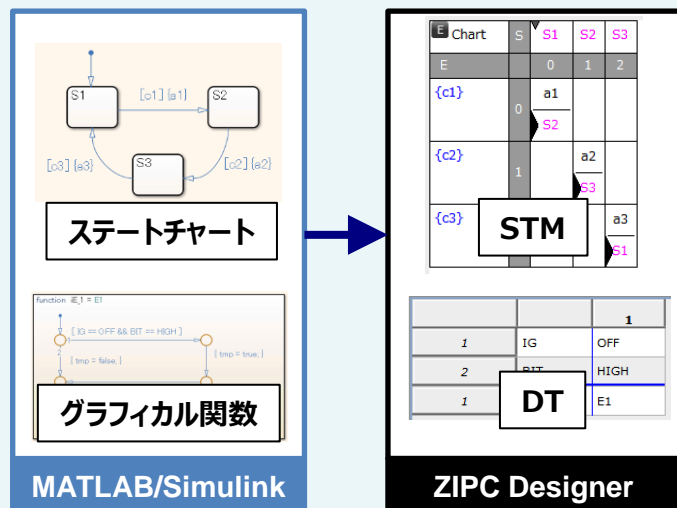 S1
[c1]{a1}
S2
S3
[c3]{a3}
[c2]{a2}
ステートチャート
function iE_1 = E1
[ IG == OFF && BIT == HIGH ]
1
2
{ tmp = false; }
{ tmp = true; }
グラフィカル関数
MATLAB/Simulink
E Chart S S1 S2 S3
E 0 1 2
{c1} 0 a1
S2
{c2} 1 a2
S3
{c3} a3
S1
STM
1
1 IG OFF
2 HIGH
1 E1
DT
ZIPC Designer